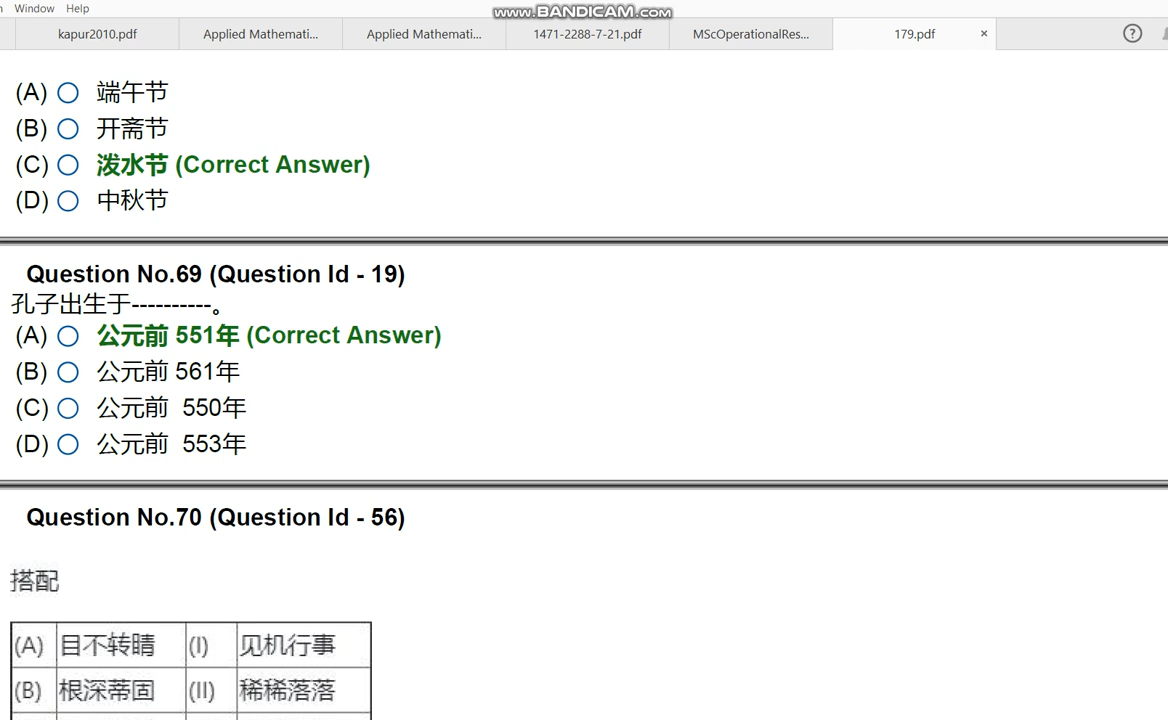 Window Help
www.BANDICAM.com
kapur2010.pdf Applied Mathemati... Applied Mathemati... 1471-2288-7-21.pdf MScOperationalRes... 179.pdf × ?
(A) 端午节
(B) 开斋节
(C) 泼水节 (Correct Answer)
(D) 中秋节
Question No.69 (Question Id - 19)
孔子出生于----------。
(A) 公元前 551年 (Correct Answer)
(B) 公元前 561年
(C) 公元前 550年
(D) 公元前 553年
Question No.70 (Question Id - 56)
搭配
(A) 目不转睛 (I) 见机行事
(B) 根深蒂固 (II) 稀稀落落